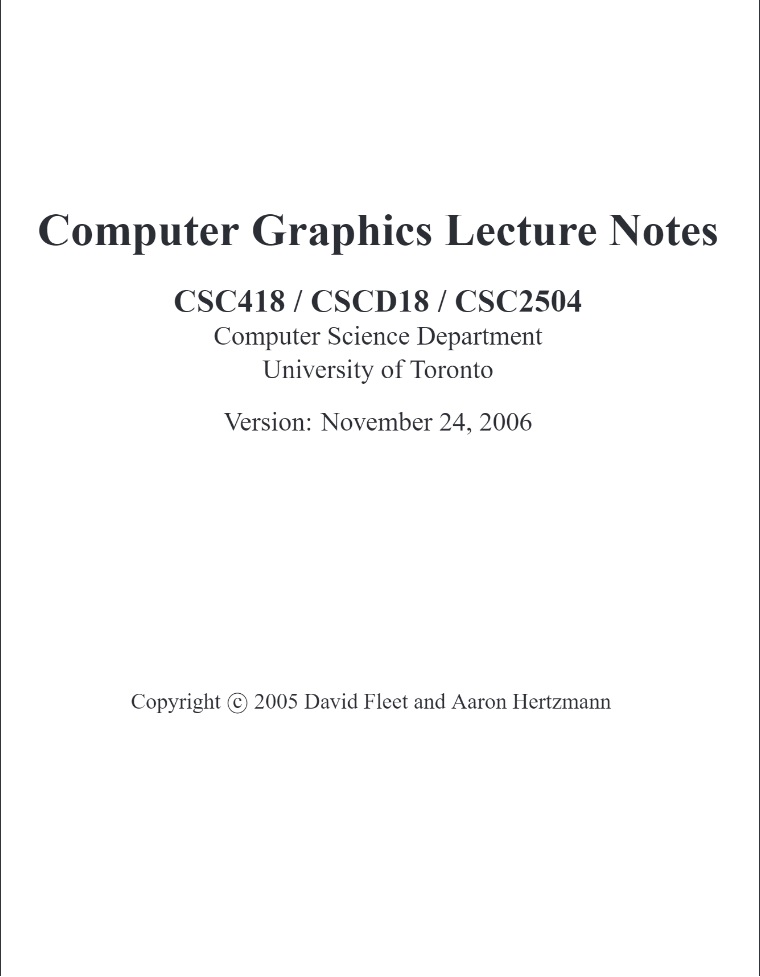 Computer Graphics Lecture Notes
CSC418 / CSCD18 / CSC2504
Computer Science Department
University of Toronto
Version: November 24, 2006
Copyright © 2005 David Fleet and Aaron Hertzmann